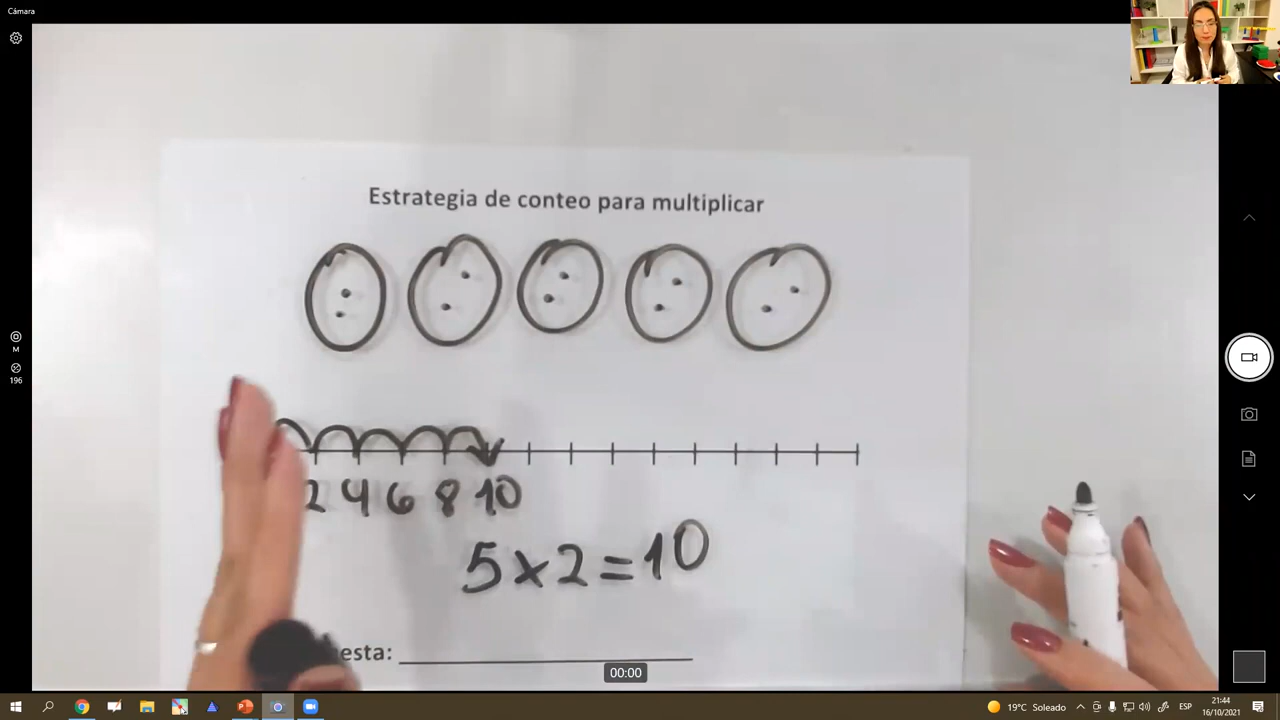 Cámara
Estrategia de conteo para multiplicar
2 4 6 8 10
5x2=10
esta:
00:00
M
196
19°C Soleado
ESP
21:44
16/10/2021